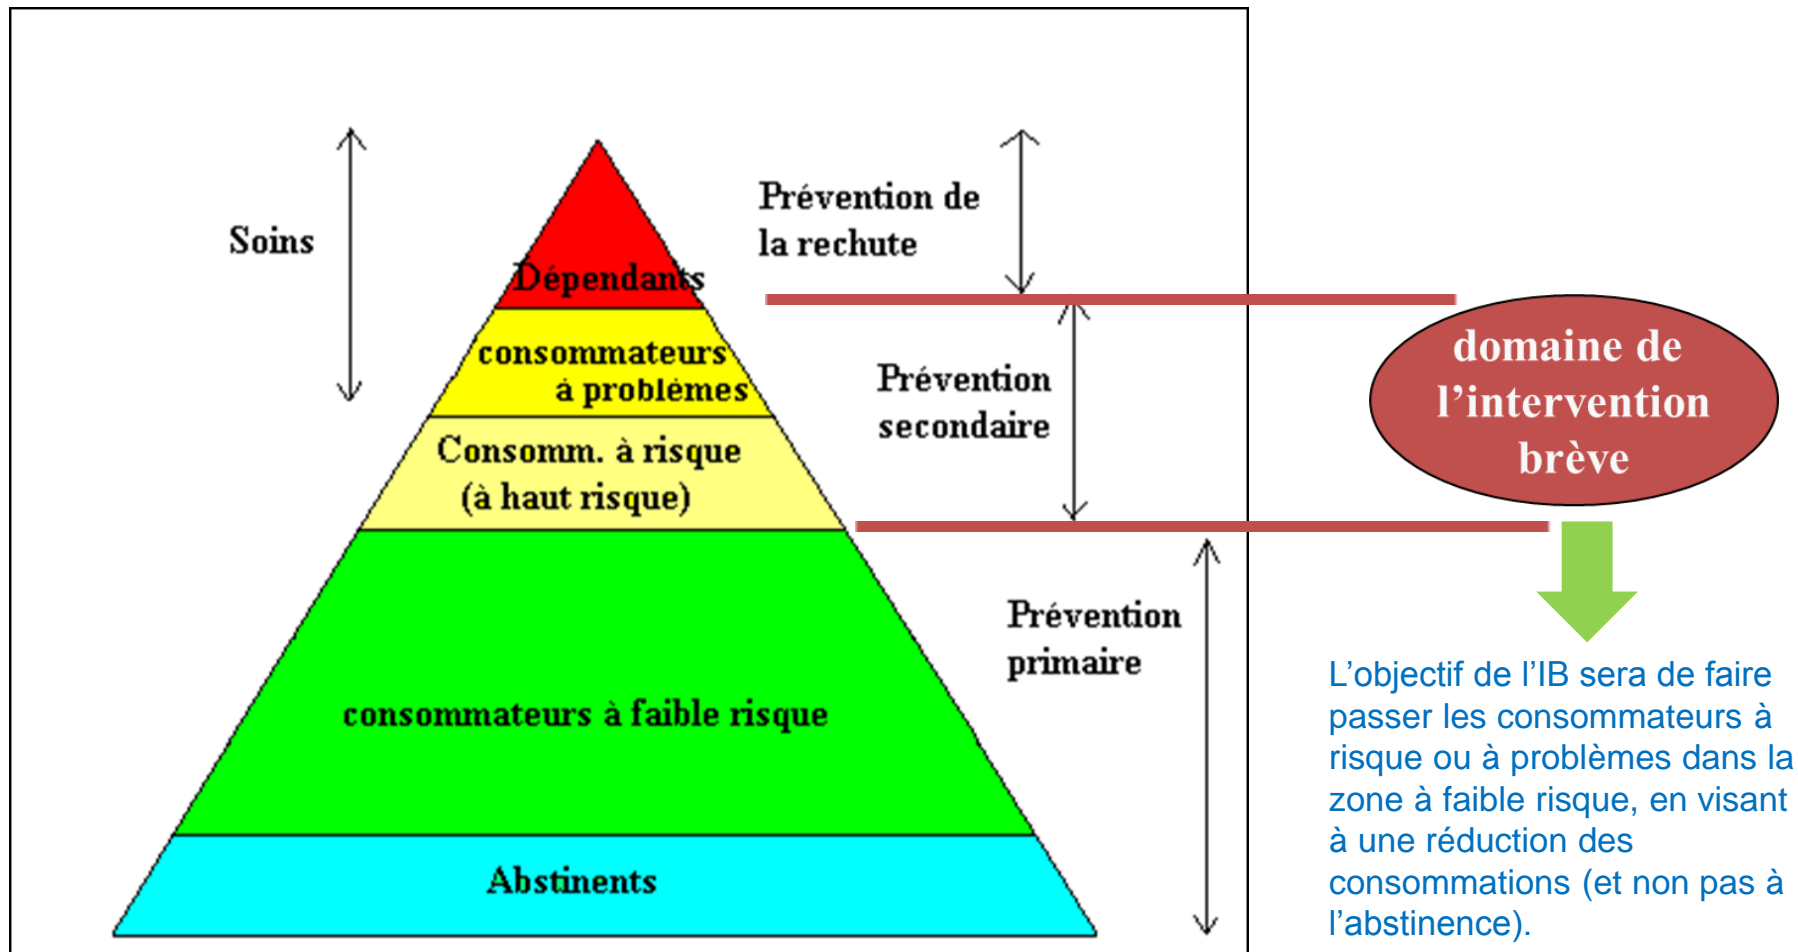 Soins
Prévention de
la rechute
Dépendants
consommateurs
à problèmes
Prévention
secondaire
domaine de
l’intervention
brève
Consomm. à risque
(à haut risque)
Prévention
primaire
consommateurs à faible risque
Abstinents
L’objectif de l’IB sera de faire
passer les consommateurs à
risque ou à problèmes dans la
zone à faible risque, en visant
à une réduction des
consommations (et non pas à
l’abstinence).